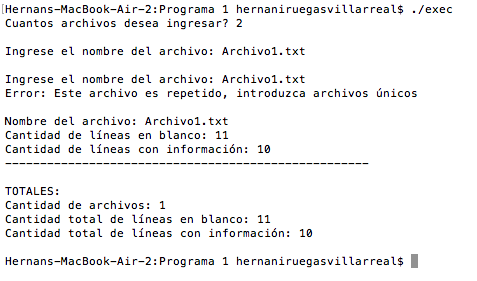 Hernans-MacBook-Air-2:Programa 1 hernaniruegasvillarreal$ ./exec
Cuantos archivos desea ingresar? 2
Ingrese el nombre del archivo: Archivo1.txt
Ingrese el nombre del archivo: Archivo1.txt
Error: Este archivo es repetido, introduzca archivos únicos
Nombre del archivo: Archivo1.txt
Cantidad de líneas en blanco: 11
Cantidad de líneas con información: 10
----------------------------------------------------
TOTALES:
Cantidad de archivos: 1
Cantidad total de líneas en blanco: 11
Cantidad total de líneas con información: 10
Hernans-MacBook-Air-2:Programa 1 hernaniruegasvillarreal$